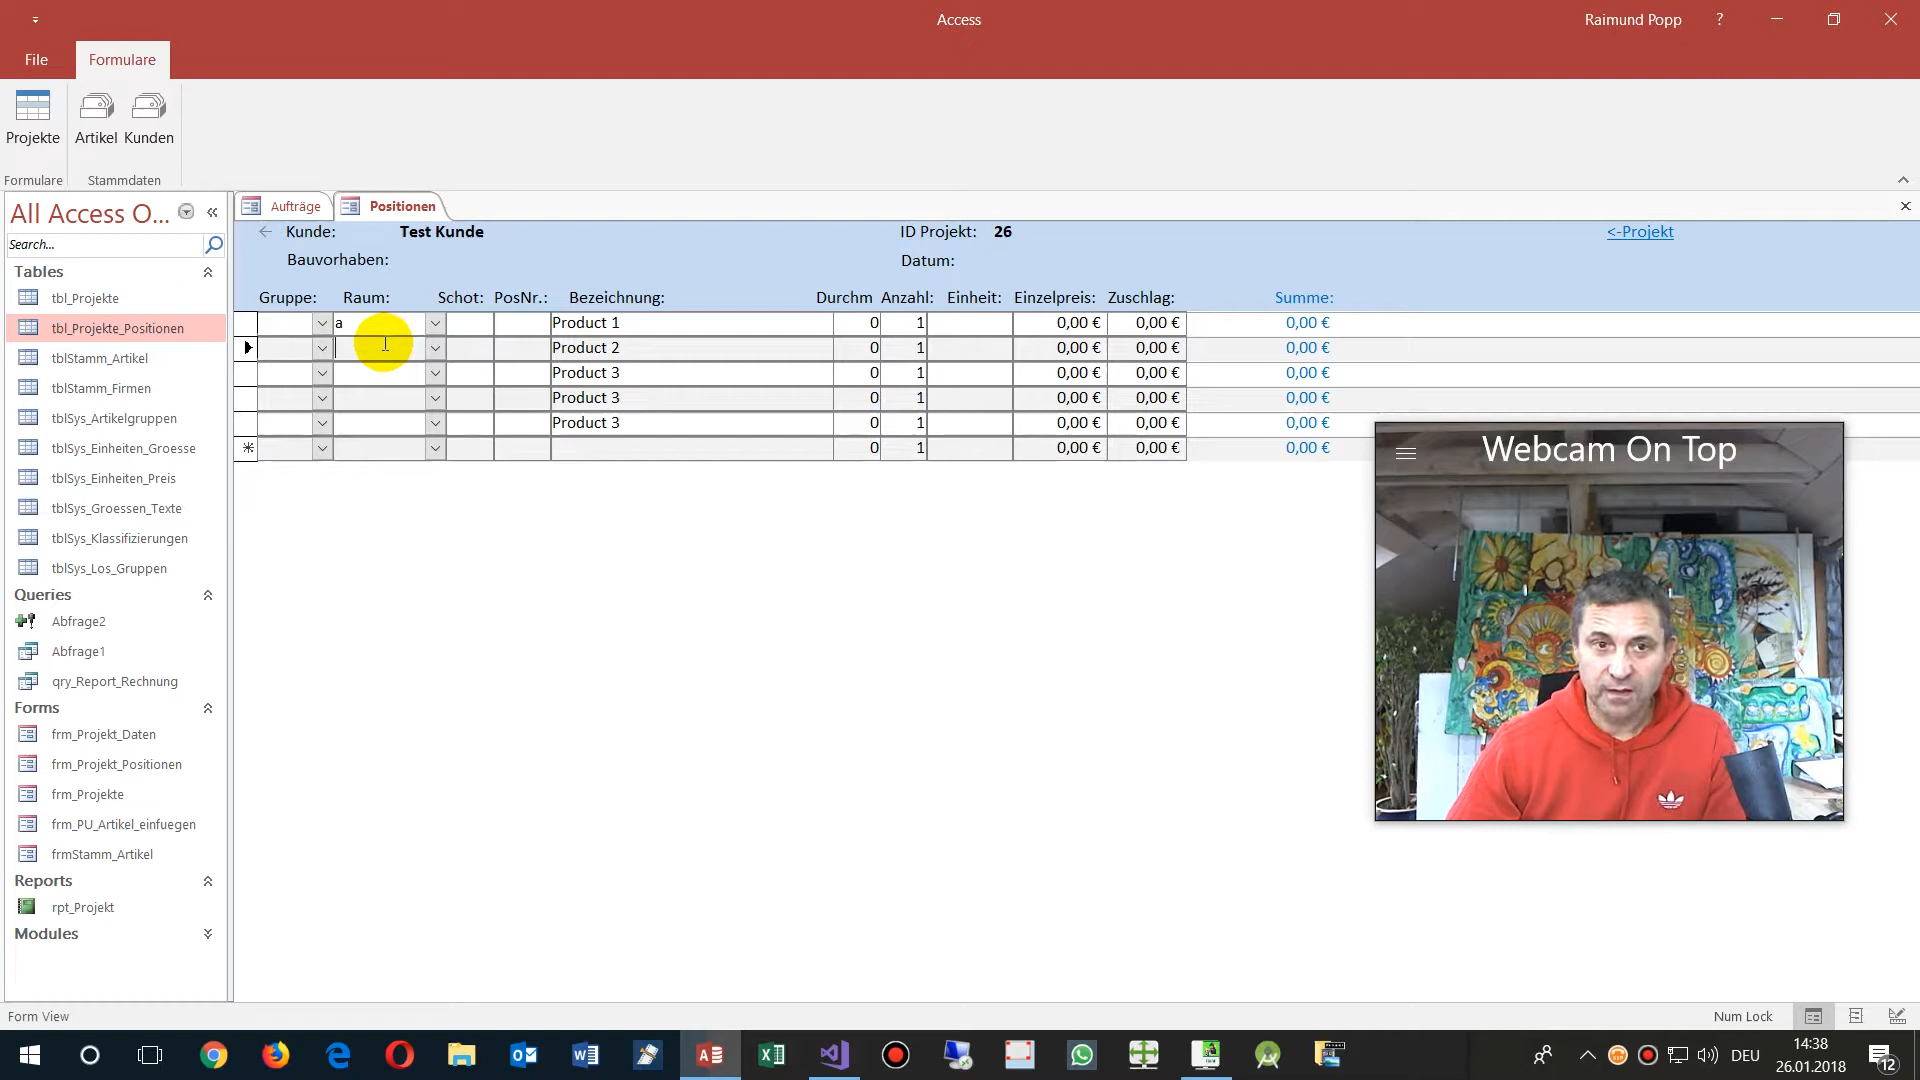 Access
Raimund Popp
?
File
Formulare
Projekte
Artikel
Kunden
Formulare
Stammdaten
All Access O...
Search...
Tables
tbl_Projekte
tbl_Projekte_Positionen
tblStamm_Artikel
tblStamm_Firmen
tblSys_Artikelgruppen
tblSys_Einheiten_Groesse
tblSys_Einheiten_Preis
tblSys_Groessen_Texte
tblSys_Klassifizierungen
tblSys_Los_Gruppen
Queries
Abfrage2
Abfrage1
qry_Report_Rechnung
Forms
frm_Projekt_Daten
frm_Projekt_Positionen
frm_Projekte
frm_PU_Artikel_einfuegen
frmStamm_Artikel
Reports
rpt_Projekt
Modules
Aufträge
Positionen
Kunde: Test Kunde ID Projekt: 26 <-Projekt
Bauvorhaben: Datum:
Gruppe: Raum: Schot: PosNr.: Bezeichnung: Durchm Anzahl: Einheit: Einzelpreis: Zuschlag: Summe:
a Product 1 0 1 0,00 € 0,00 € 0,00 €
Product 2 0 1 0,00 € 0,00 € 0,00 €
Product 3 0 1 0,00 € 0,00 € 0,00 €
Product 3 0 1 0,00 € 0,00 € 0,00 €
Product 3 0 1 0,00 € 0,00 € 0,00 €
0 1 0,00 € 0,00 € 0,00 €
Webcam On Top
Form View
Num Lock
DEU
14:38
26.01.2018
12